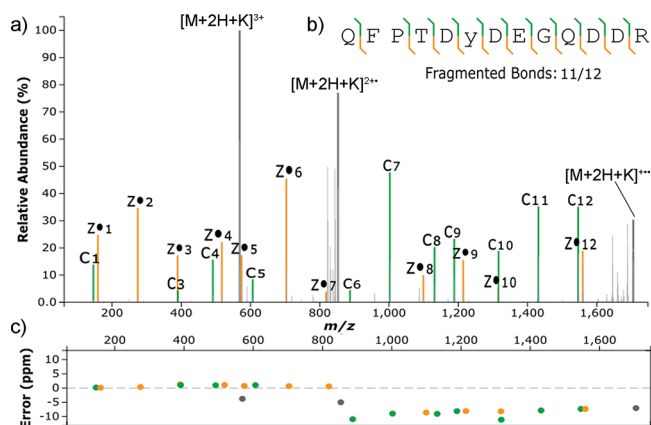 a)
[M+2H+K]3+
b)
Q F P T D y D E G Q D D R
Fragmented Bonds: 11/12
[M+2H+K]2+•
[M+2H+K]+••
Relative Abundance (%)
100
90
80
70
60
50
40
30
20
10
0.0
C1
Z•1
Z•2
Z•3
C3
C4
Z•4
Z•5
C5
Z•6
Z•7
C6
C7
C8
Z•8
C9
Z•9
C10
Z•10
C11
C12
Z•12
200 400 600 800 1,000 1,200 1,400 1,600
m/z
c)
200 400 600 800 1,000 1,200 1,400 1,600
Error (ppm)
10
5
0
-5
-10